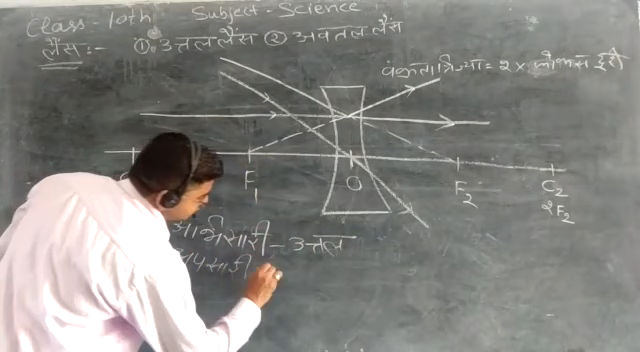 Class - 10th Subject - Science
लैंस :- ①. उत्तल लैंस ② अवतल लैंस
वक्रता त्रिज्या = २ x फोकस दूरी
F₁ O F₂ C₂
2F₂
अभिसारी - उत्तल
अपसारी